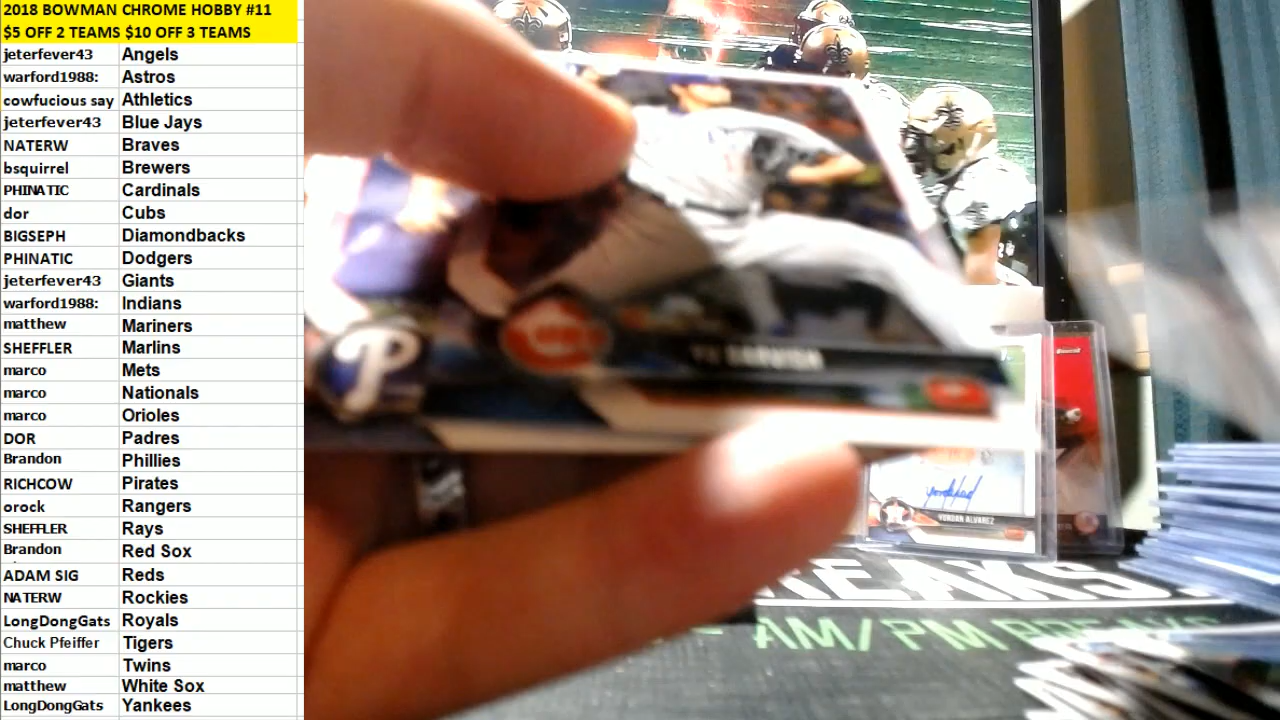 2018 BOWMAN CHROME HOBBY #11
$5 OFF 2 TEAMS $10 OFF 3 TEAMS
jeterfever43 Angels
warford1988: Astros
cowfucious say Athletics
jeterfever43 Blue Jays
NATERW Braves
bsquirrel Brewers
PHINATIC Cardinals
dor Cubs
BIGSEPH Diamondbacks
PHINATIC Dodgers
jeterfever43 Giants
warford1988: Indians
matthew Mariners
SHEFFLER Marlins
marco Mets
marco Nationals
marco Orioles
DOR Padres
Brandon Phillies
RICHCOW Pirates
orock Rangers
SHEFFLER Rays
Brandon Red Sox
ADAM SIG Reds
NATERW Rockies
LongDongGats Royals
Chuck Pfeiffer Tigers
marco Twins
matthew White Sox
LongDongGats Yankees
P
YU DARVISH
YORDAN ALVAREZ
AM/PM BREAKS